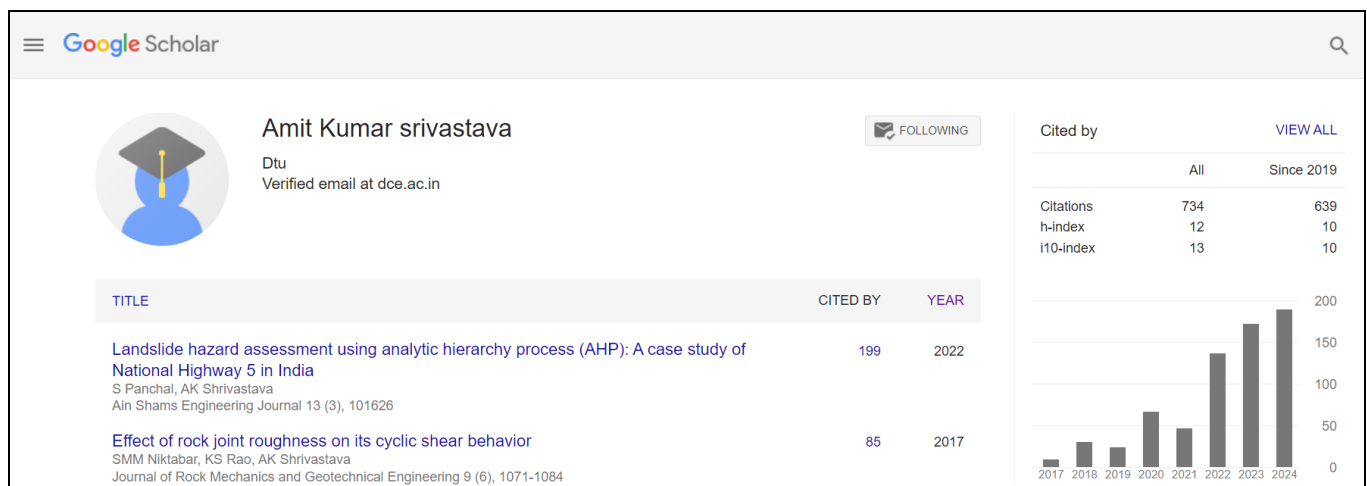 Google Scholar
Amit Kumar srivastava
FOLLOWING
Dtu
Verified email at dce.ac.in
TITLE CITED BY YEAR
Landslide hazard assessment using analytic hierarchy process (AHP): A case study of 199 2022
National Highway 5 in India
S Panchal, AK Shrivastava
Ain Shams Engineering Journal 13 (3), 101626
Effect of rock joint roughness on its cyclic shear behavior 85 2017
SMM Niktabar, KS Rao, AK Shrivastava
Journal of Rock Mechanics and Geotechnical Engineering 9 (6), 1071-1084
Cited by VIEW ALL
All Since 2019
Citations 734 639
h-index 12 10
i10-index 13 10
200
150
100
50
0
2017 2018 2019 2020 2021 2022 2023 2024